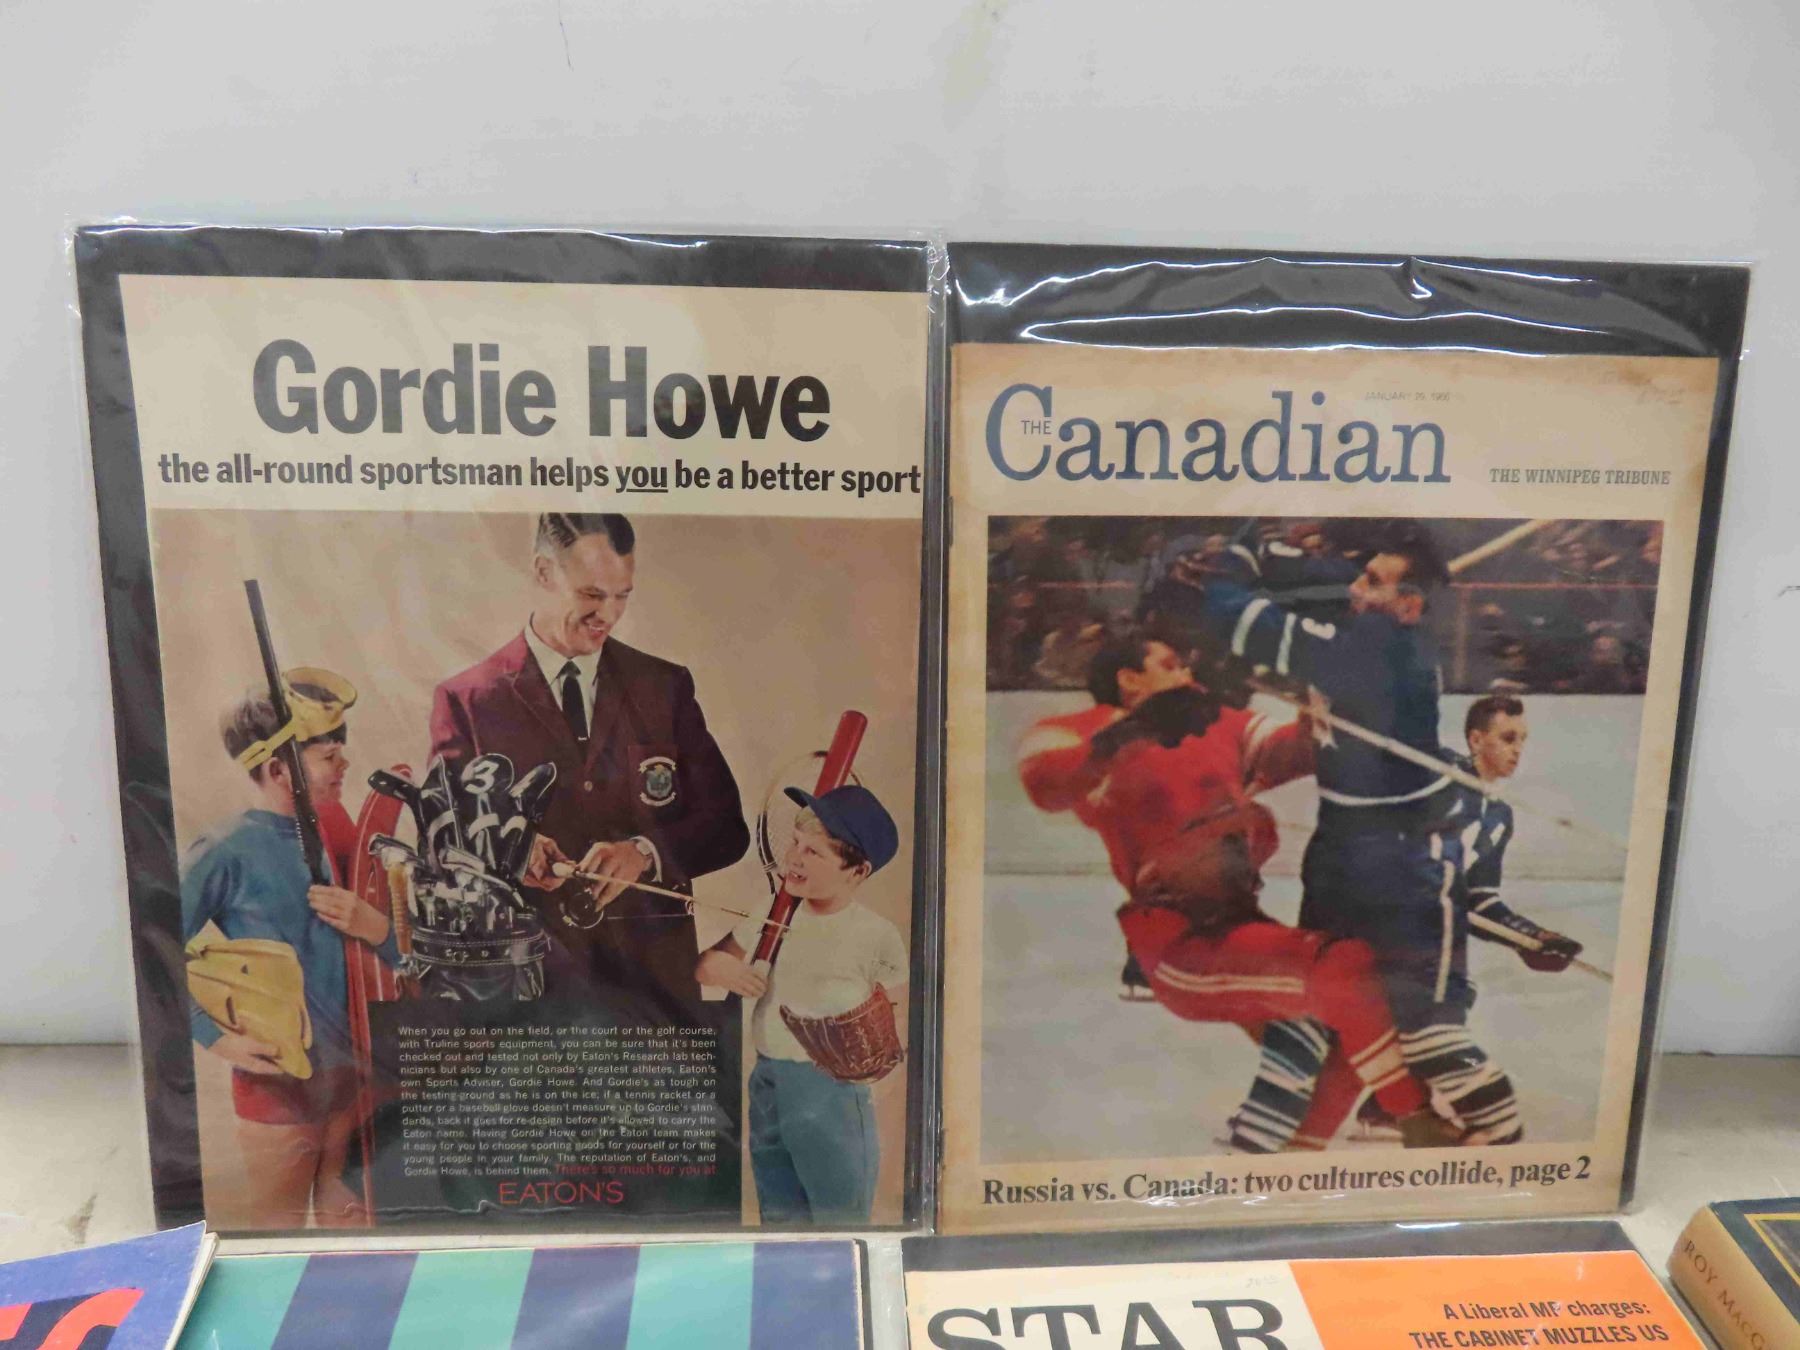 Gordie Howe
the all-round sportsman helps you be a better sport
3
When you go out on the field, or the court or the golf course,
with Truline sports equipment, you can be sure that it's been
checked out and tested not only by Eaton's Research lab tech-
nicians but also by one of Canada's greatest athletes, Eaton's
own Sports Adviser, Gordie Howe. And Gordie's as tough on
the testing-ground as he is on the ice; if a tennis racket or a
putter or a baseball glove doesn't measure up to Gordie's stan-
dards, back it goes for re-design before it's allowed to carry the
Eaton name. Having Gordie Howe on the Eaton team makes
it easy for you to choose sporting goods for yourself or for the
young people in your family. The reputation of Eaton's, and
Gordie Howe, is behind them. There's so much for you at
EATON'S
JANUARY 29, 1966
THE Canadian
THE WINNIPEG TRIBUNE
Russia vs. Canada: two cultures collide, page 2
STAR
A Liberal MP charges:
THE CABINET MUZZLES US
ROY MACG